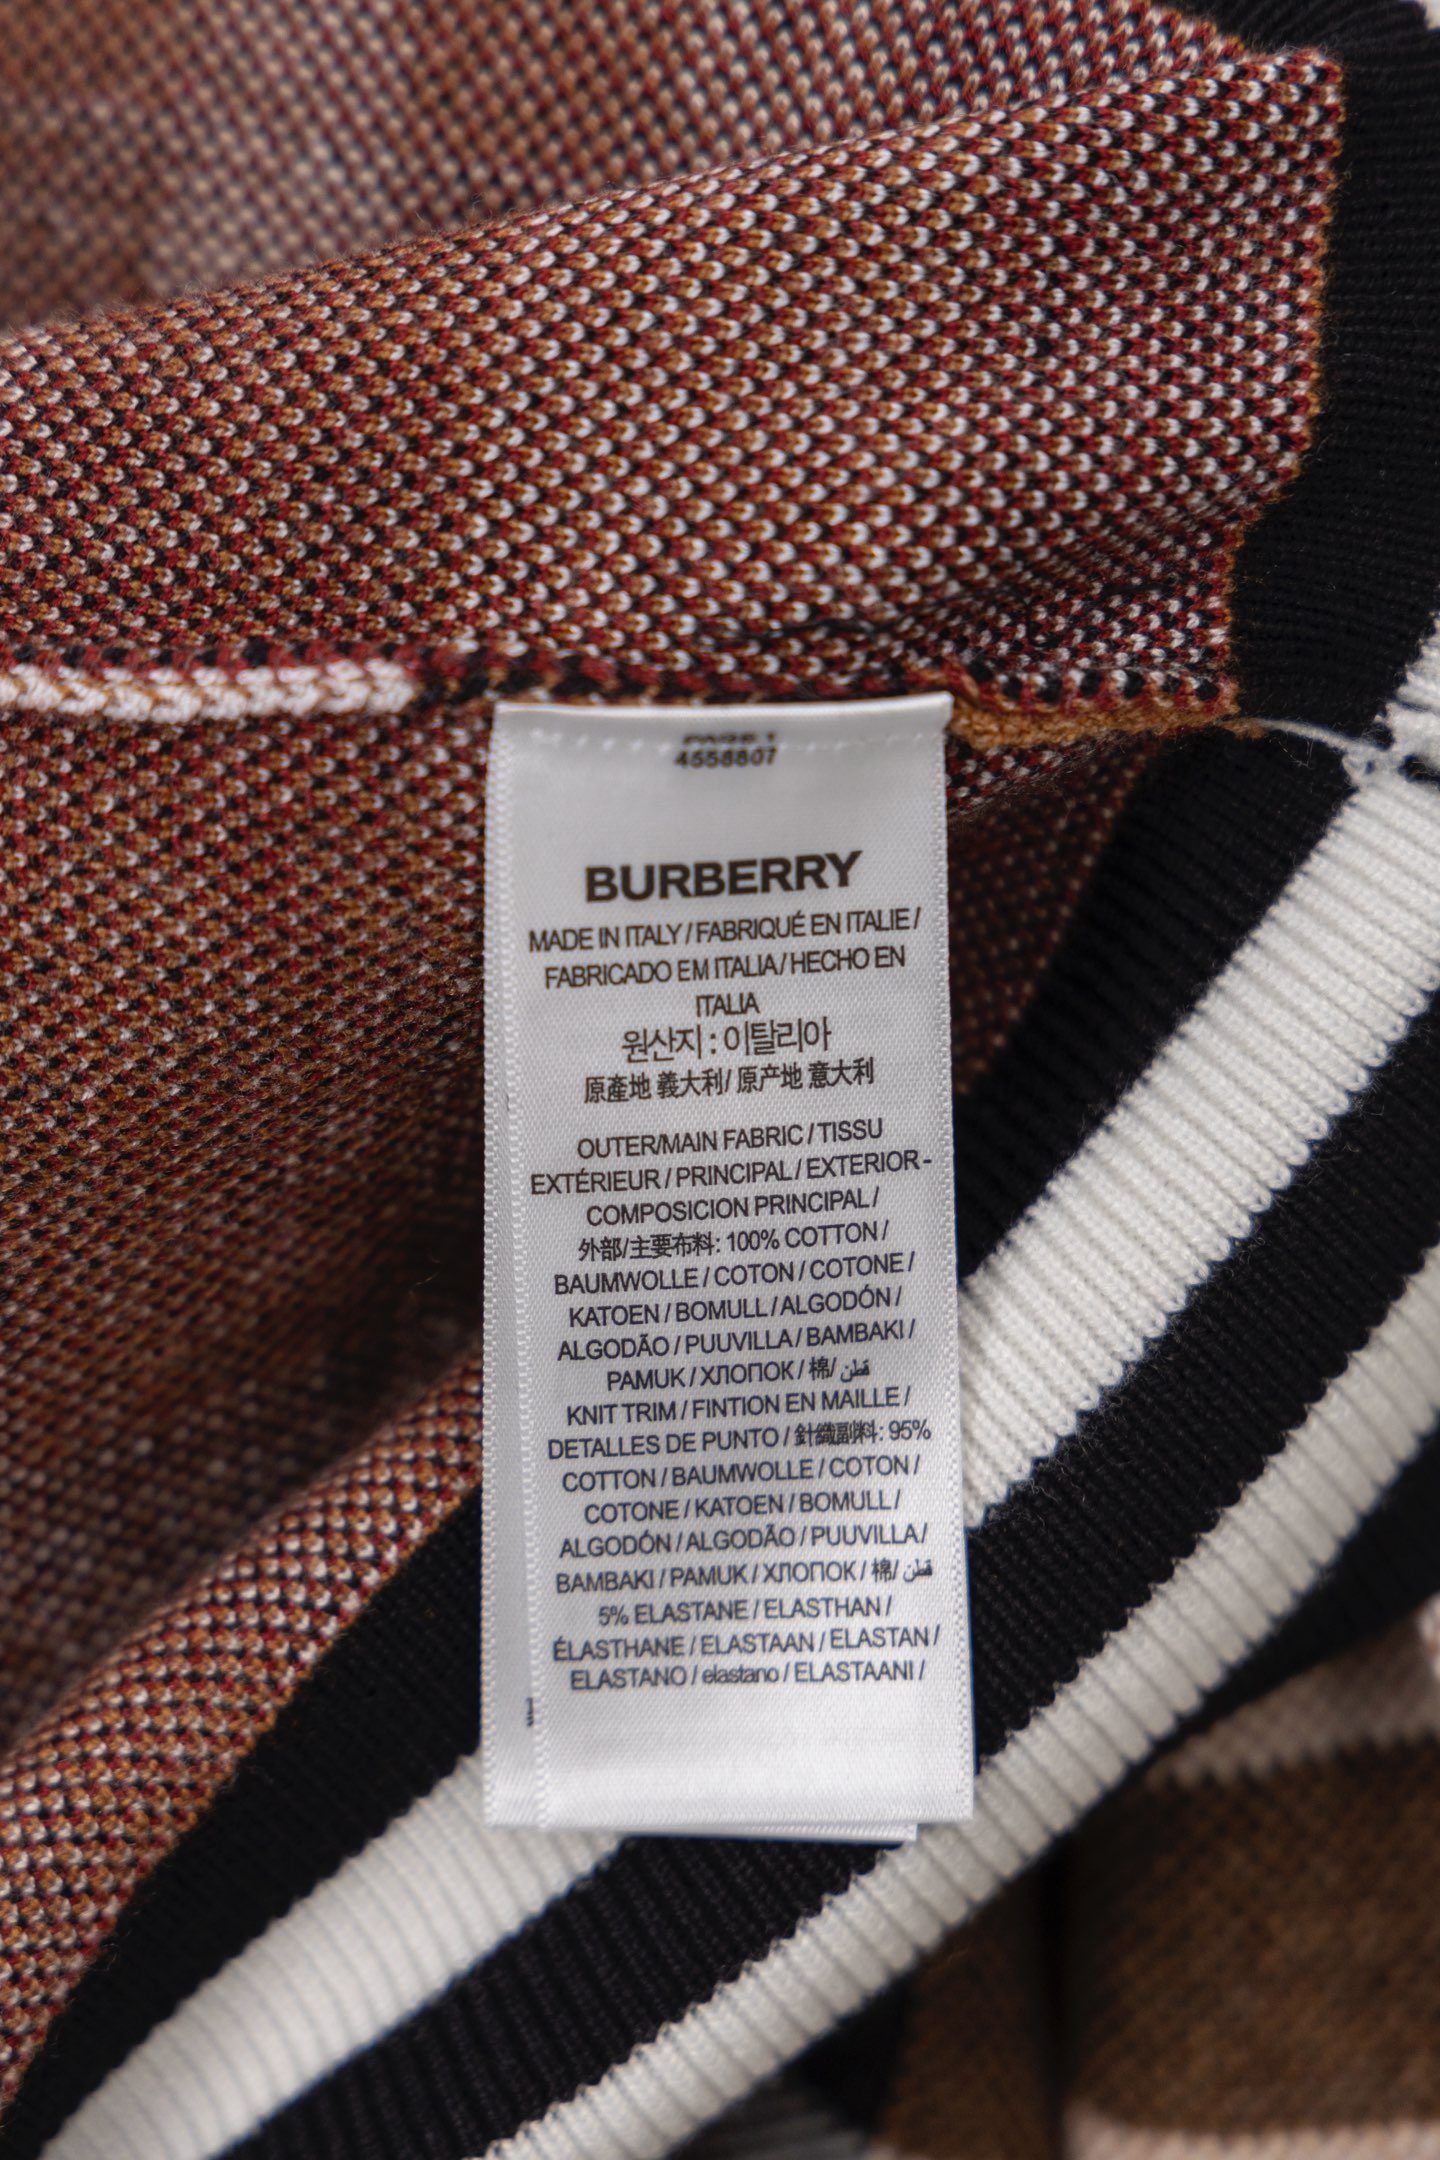 PAGE 1
4558807
BURBERRY
MADE IN ITALY / FABRIQUÉ EN ITALIE /
FABRICADO EM ITALIA / HECHO EN
ITALIA
원산지 : 이탈리아
原產地 義大利/ 原产地 意大利
OUTER/MAIN FABRIC / TISSU
EXTÉRIEUR / PRINCIPAL / EXTERIOR -
COMPOSICION PRINCIPAL /
外部/主要布料: 100% COTTON /
BAUMWOLLE / COTON / COTONE /
KATOEN / BOMULL / ALGODÓN /
ALGODÃO / PUUVILLA / BAMBAKI /
PAMUK / ХЛОПОК / 棉/ قطن
KNIT TRIM / FINTION EN MAILLE /
DETALLES DE PUNTO / 針織副料: 95%
COTTON / BAUMWOLLE / COTON /
COTONE / KATOEN / BOMULL /
ALGODÓN / ALGODÃO / PUUVILLA /
BAMBAKI / PAMUK / ХЛОПОК / 棉/ قطن
5% ELASTANE / ELASTHAN /
ÉLASTHANE / ELASTAAN / ELASTAN /
ELASTANO / elastano / ELASTAANI /